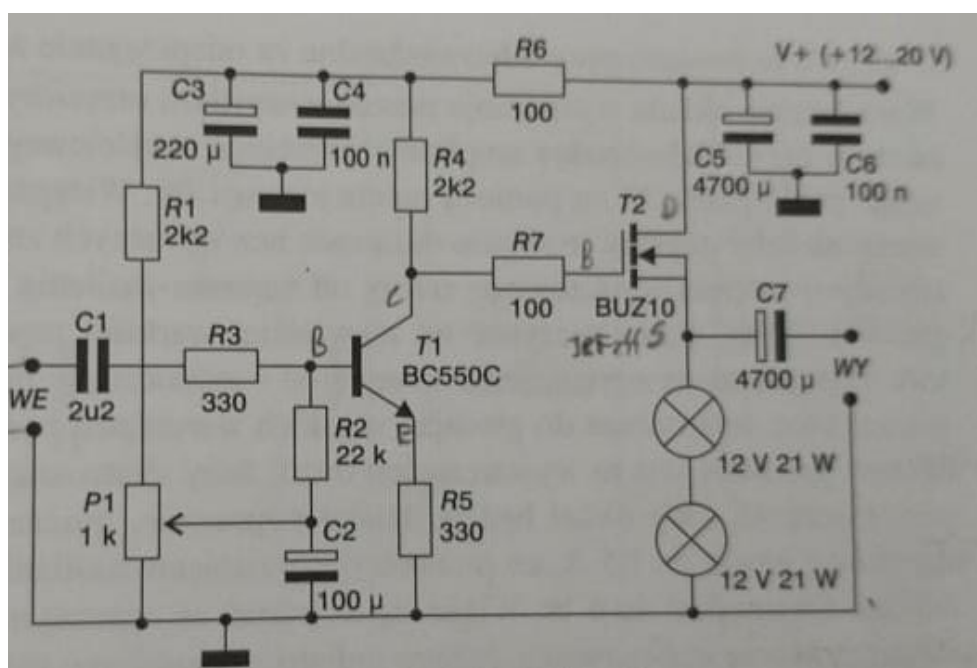 R6
V+ (+12...20 V)
C3
C4
100
220 µ
100 n
R4
2k2
C5
4700 µ
C6
100 n
R1
2k2
T2
D
R7
B
C
100
BUZ10
S
C7
4700 µ
WY
C1
R3
B
T1
BC550C
WE
2u2
330
R2
22 k
E
12 V 21 W
P1
1 k
C2
R5
330
100 µ
12 V 21 W